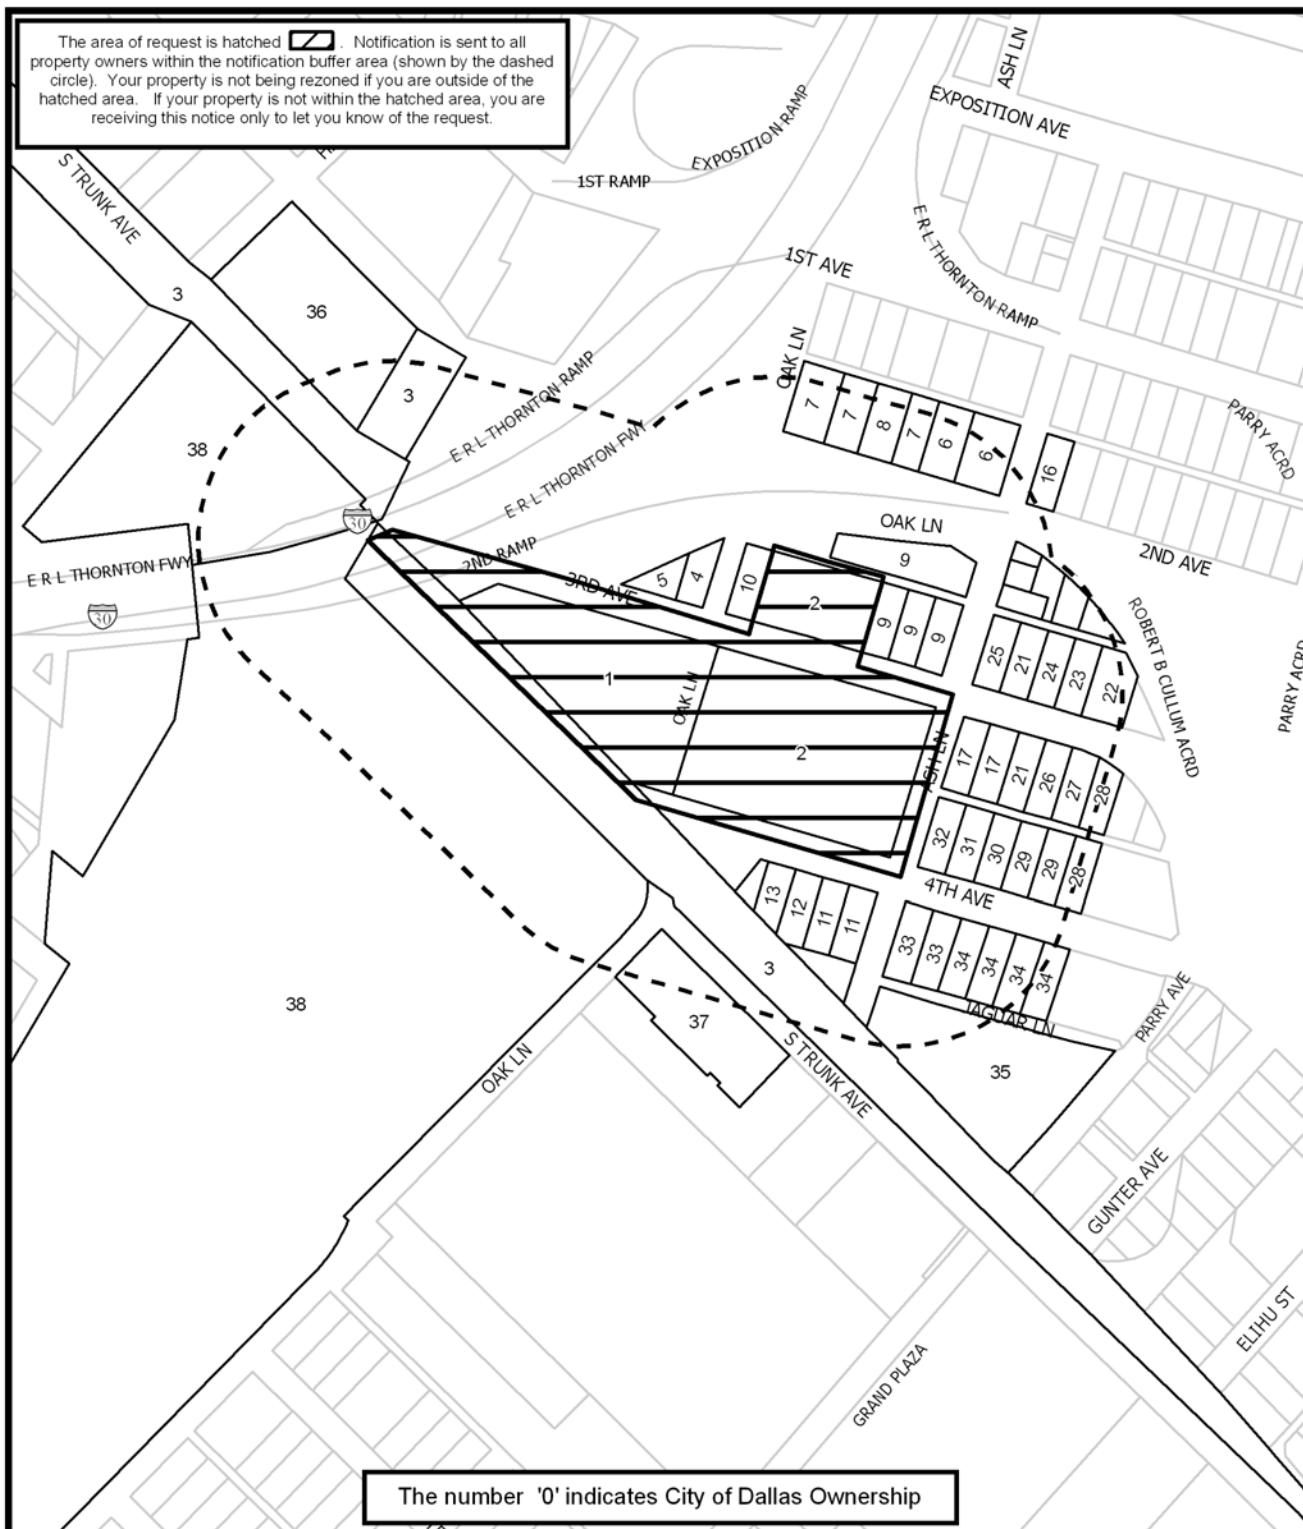 The area of request is hatched . Notification is sent to all
property owners within the notification buffer area (shown by the dashed
circle). Your property is not being rezoned if you are outside of the
hatched area. If your property is not within the hatched area, you are
receiving this notice only to let you know of the request.
ASH LN
EXPOSITION AVE
EXPOSITION RAMP
1ST RAMP
S TRUNK AVE
E R L THORNTON RAMP
1ST AVE
3
36
OAK LN
E R L THORNTON RAMP
3
7
7
8
7
6
6
16
PARRY ACRD
38
E R L THORNTON FWY
30
OAK LN
2ND AVE
2ND RAMP
9
E R L THORNTON FWY
3RD AVE
5
4
10
2
30
9
9
9
ROBERT B CULLUM ACRD
25
21
24
23
22
PARRY ACRD
1
OAK LN
2
ASH LN
17
17
21
26
27
28
32
31
30
29
29
28
4TH AVE
13
12
11
11
33
33
34
34
34
34
3
38
37
JAGUAR LN
PARRY AVE
OAK LN
S TRUNK AVE
35
GUNTER AVE
ELIHU ST
GRAND PLAZA
The number '0' indicates City of Dallas Ownership